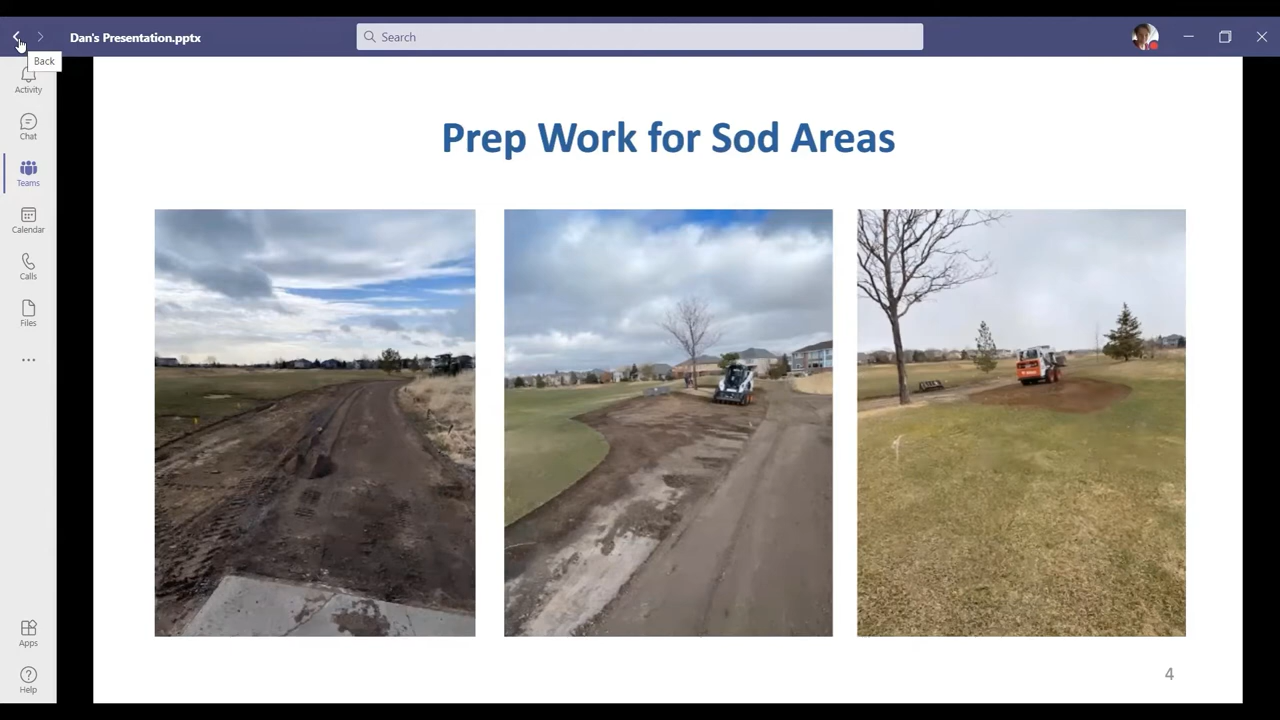 Dan's Presentation.pptx
Search
Back
Activity
Chat
Teams
Calendar
Calls
Files
Apps
Help
Prep Work for Sod Areas
4